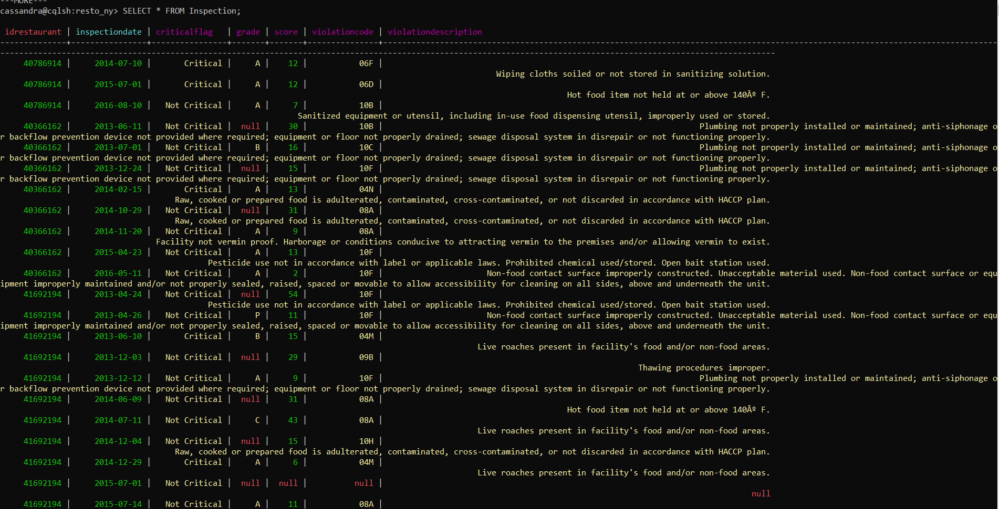 ---MORE---
cassandra@cqlsh:resto_ny> SELECT * FROM Inspection;
idrestaurant | inspectiondate | criticalflag | grade | score | violationcode | violationdescription
40786914 | 2014-07-10 | Critical | A | 12 | 06F |
Wiping cloths soiled or not stored in sanitizing solution.
40786914 | 2015-07-01 | Critical | A | 12 | 06D |
Hot food item not held at or above 140Âº F.
40786914 | 2016-08-10 | Not Critical | A | 7 | 10B |
Sanitized equipment or utensil, including in-use food dispensing utensil, improperly used or stored.
40366162 | 2013-06-11 | Not Critical | null | 30 | 10B | Plumbing not properly installed or maintained; anti-siphonage o
r backflow prevention device not provided where required; equipment or floor not properly drained; sewage disposal system in disrepair or not functioning properly.
40366162 | 2013-07-01 | Not Critical | B | 16 | 10C | Plumbing not properly installed or maintained; anti-siphonage o
r backflow prevention device not provided where required; equipment or floor not properly drained; sewage disposal system in disrepair or not functioning properly.
40366162 | 2013-12-24 | Not Critical | null | 15 | 10F | Plumbing not properly installed or maintained; anti-siphonage o
r backflow prevention device not provided where required; equipment or floor not properly drained; sewage disposal system in disrepair or not functioning properly.
40366162 | 2014-02-15 | Critical | A | 13 | 04N |
Raw, cooked or prepared food is adulterated, contaminated, cross-contaminated, or not discarded in accordance with HACCP plan.
40366162 | 2014-10-29 | Not Critical | null | 31 | 08A |
Raw, cooked or prepared food is adulterated, contaminated, cross-contaminated, or not discarded in accordance with HACCP plan.
40366162 | 2014-11-20 | Not Critical | A | 9 | 08A |
Facility not vermin proof. Harborage or conditions conducive to attracting vermin to the premises and/or allowing vermin to exist.
40366162 | 2015-04-23 | Not Critical | A | 13 | 10F |
Pesticide use not in accordance with label or applicable laws. Prohibited chemical used/stored. Open bait station used.
40366162 | 2016-05-11 | Not Critical | A | 2 | 10F | Non-food contact surface improperly constructed. Unacceptable material used. Non-food contact surface or equ
ipment improperly maintained and/or not properly sealed, raised, spaced or movable to allow accessibility for cleaning on all sides, above and underneath the unit.
41692194 | 2013-04-24 | Not Critical | null | 54 | 10F |
Pesticide use not in accordance with label or applicable laws. Prohibited chemical used/stored. Open bait station used.
41692194 | 2013-04-26 | Not Critical | P | 11 | 10F | Non-food contact surface improperly constructed. Unacceptable material used. Non-food contact surface or equ
ipment improperly maintained and/or not properly sealed, raised, spaced or movable to allow accessibility for cleaning on all sides, above and underneath the unit.
41692194 | 2013-06-10 | Critical | B | 15 | 04M |
Live roaches present in facility's food and/or non-food areas.
41692194 | 2013-12-03 | Not Critical | null | 29 | 09B |
Thawing procedures improper.
41692194 | 2013-12-12 | Not Critical | A | 9 | 10F | Plumbing not properly installed or maintained; anti-siphonage o
r backflow prevention device not provided where required; equipment or floor not properly drained; sewage disposal system in disrepair or not functioning properly.
41692194 | 2014-06-09 | Not Critical | null | 31 | 08A |
Hot food item not held at or above 140Âº F.
41692194 | 2014-07-11 | Not Critical | C | 43 | 08A |
Live roaches present in facility's food and/or non-food areas.
41692194 | 2014-12-04 | Not Critical | null | 15 | 10H |
Raw, cooked or prepared food is adulterated, contaminated, cross-contaminated, or not discarded in accordance with HACCP plan.
41692194 | 2014-12-29 | Critical | A | 6 | 04M |
Live roaches present in facility's food and/or non-food areas.
41692194 | 2015-07-01 | Not Critical | null | null | null |
null
41692194 | 2015-07-14 | Not Critical | A | 11 | 08A |